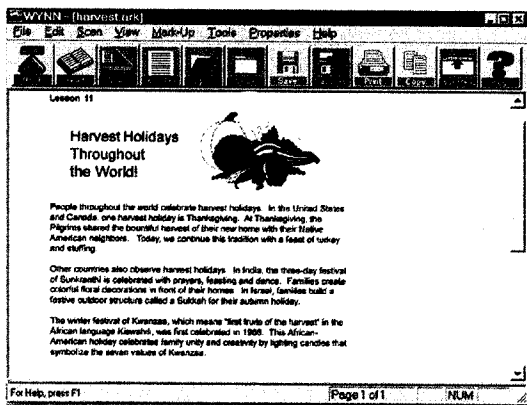 WYNN - [harvest.ark]
File Edit Scan View Mark-Up Tools Properties Help
Save Print Copy
Lesson 11
Harvest Holidays
Throughout
the World!
People throughout the world celebrate harvest holidays. In the United States
and Canada, one harvest holiday is Thanksgiving. At Thanksgiving, the
Pilgrims shared the bountiful harvest of their new home with their Native
American neighbors. Today, we continue this tradition with a feast of turkey
and stuffing.
Other countries also observe harvest holidays. In India, the three-day festival
of Sunkranthi is celebrated with prayers, feasting and dance. Families create
colorful floral decorations in front of their homes. In Israel, families build a
festive outdoor structure called a Sukkah for their autumn holiday.
The winter festival of Kwanzaa, which means "first fruits of the harvest" in the
African language Kiswahili, was first celebrated in 1966. This African-
American holiday celebrates family unity and creativity by lighting candles that
symbolize the seven values of Kwanzaa.
For Help, press F1 Page 1 of 1 NUM